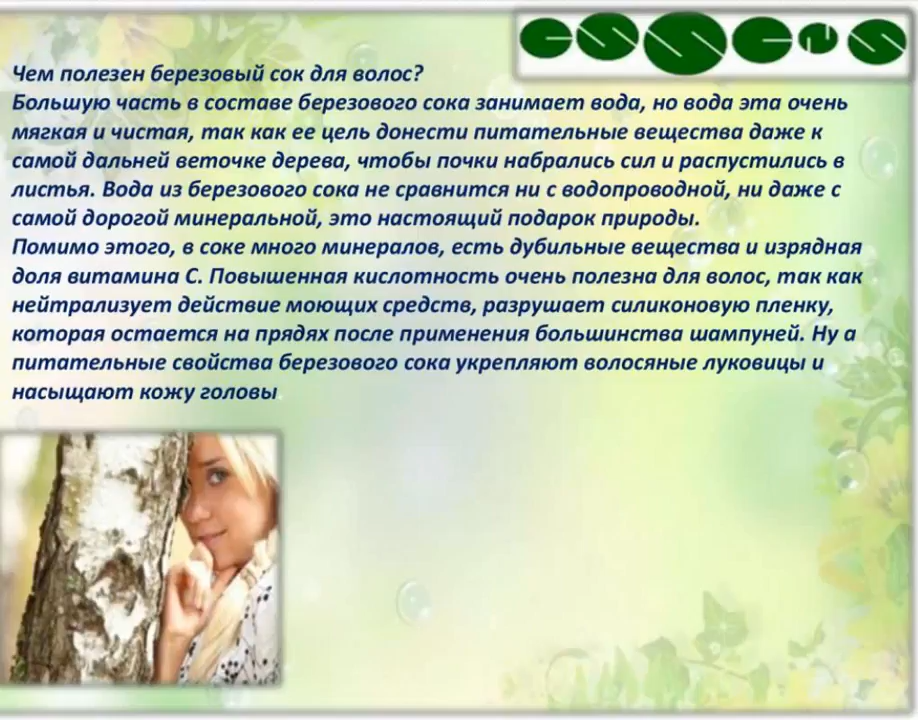 essens
Чем полезен березовый сок для волос?
Большую часть в составе березового сока занимает вода, но вода эта очень
мягкая и чистая, так как ее цель донести питательные вещества даже к
самой дальней веточке дерева, чтобы почки набрались сил и распустились в
листья. Вода из березового сока не сравнится ни с водопроводной, ни даже с
самой дорогой минеральной, это настоящий подарок природы.
Помимо этого, в соке много минералов, есть дубильные вещества и изрядная
доля витамина С. Повышенная кислотность очень полезна для волос, так как
нейтрализует действие моющих средств, разрушает силиконовую пленку,
которая остается на прядях после применения большинства шампуней. Ну а
питательные свойства березового сока укрепляют волосяные луковицы и
насыщают кожу головы.